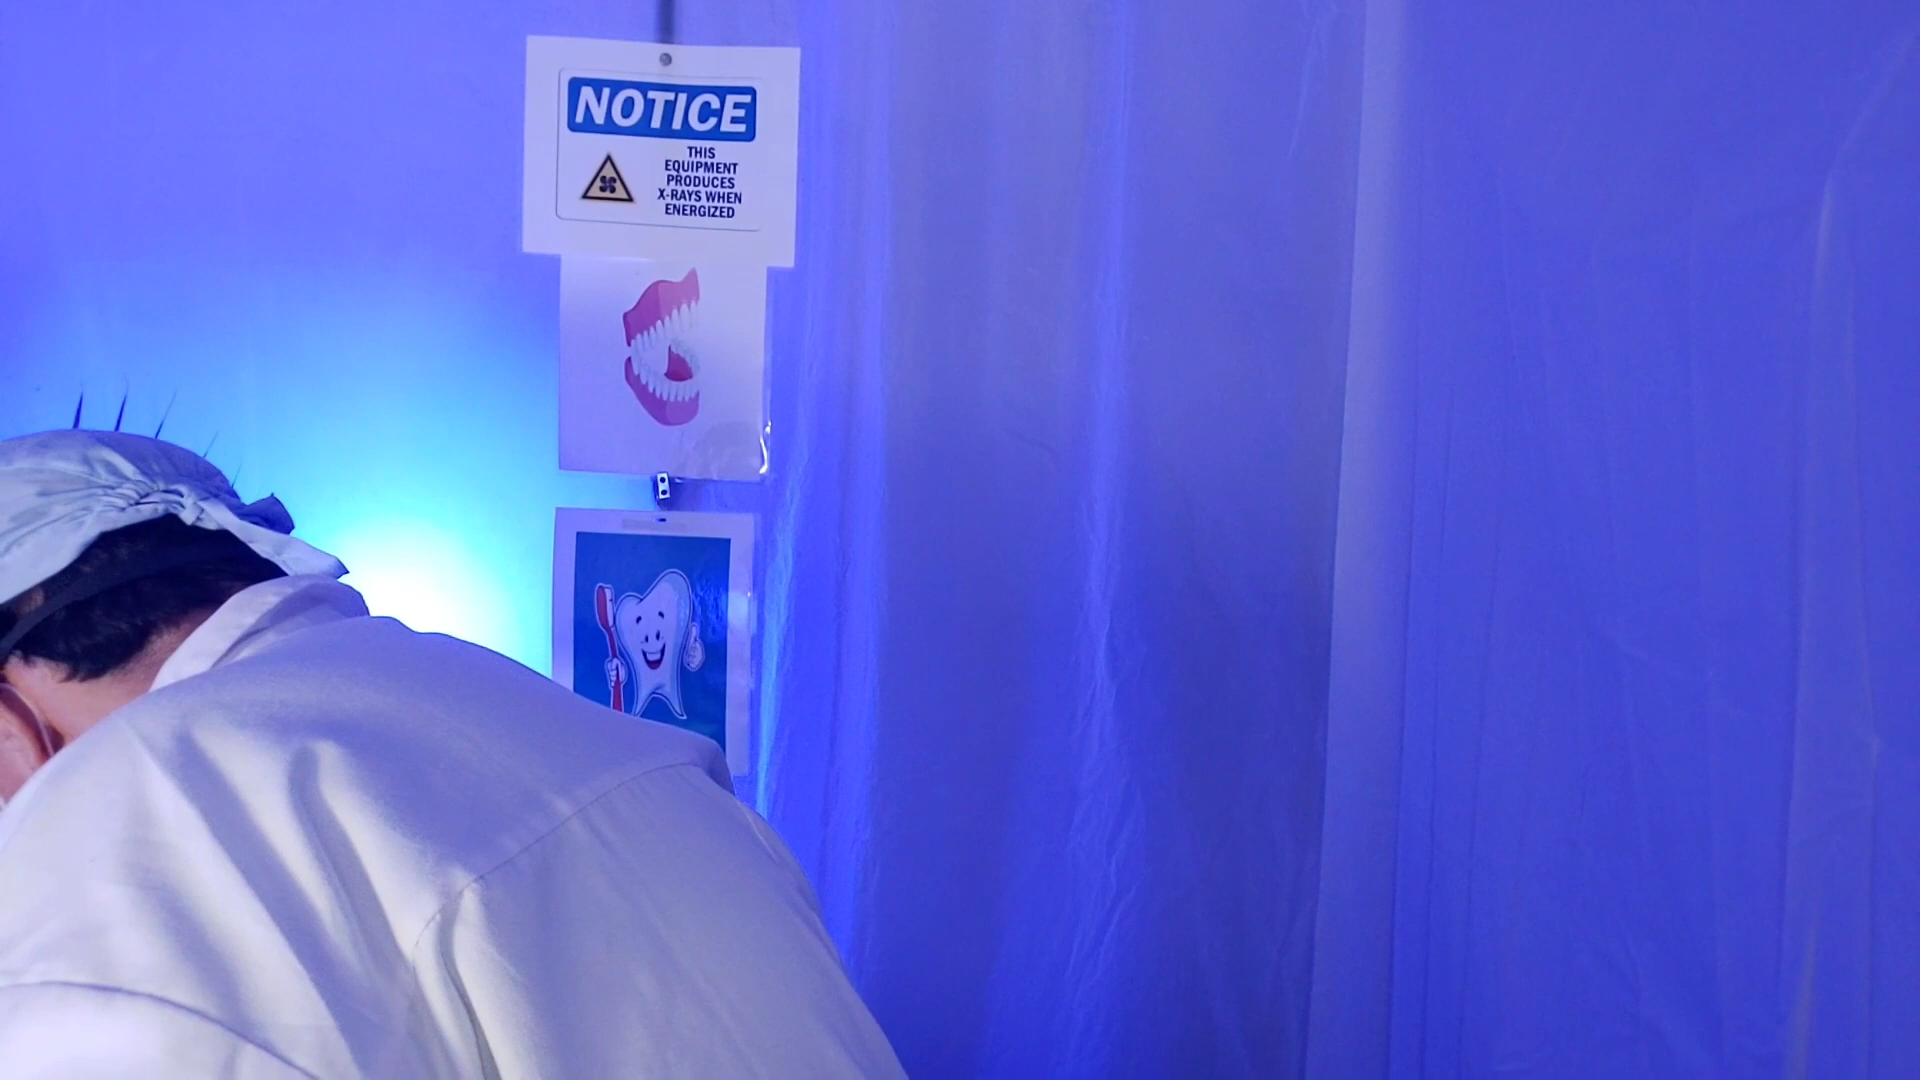 NOTICE
THIS
EQUIPMENT
PRODUCES
X-RAYS WHEN
ENERGIZED